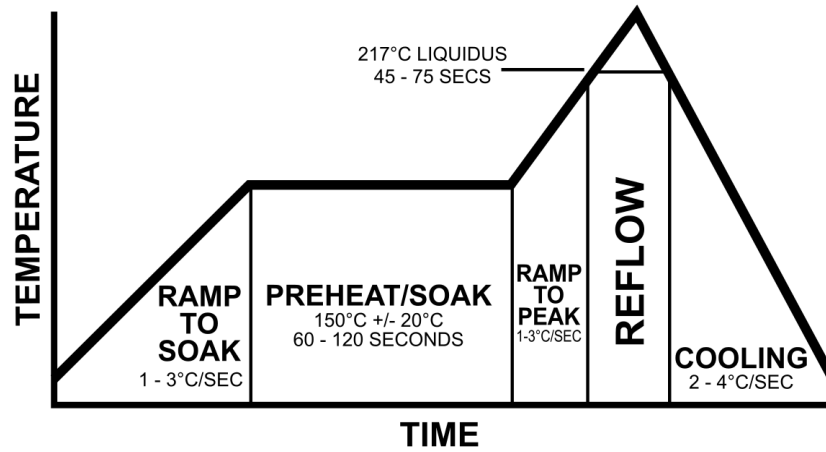 217°C LIQUIDUS
45 - 75 SECS
TEMPERATURE
RAMP
TO
SOAK
1 - 3°C/SEC
PREHEAT/SOAK
150°C +/- 20°C
60 - 120 SECONDS
RAMP
TO
PEAK
1-3°C/SEC
REFLOW
COOLING
2 - 4°C/SEC
TIME